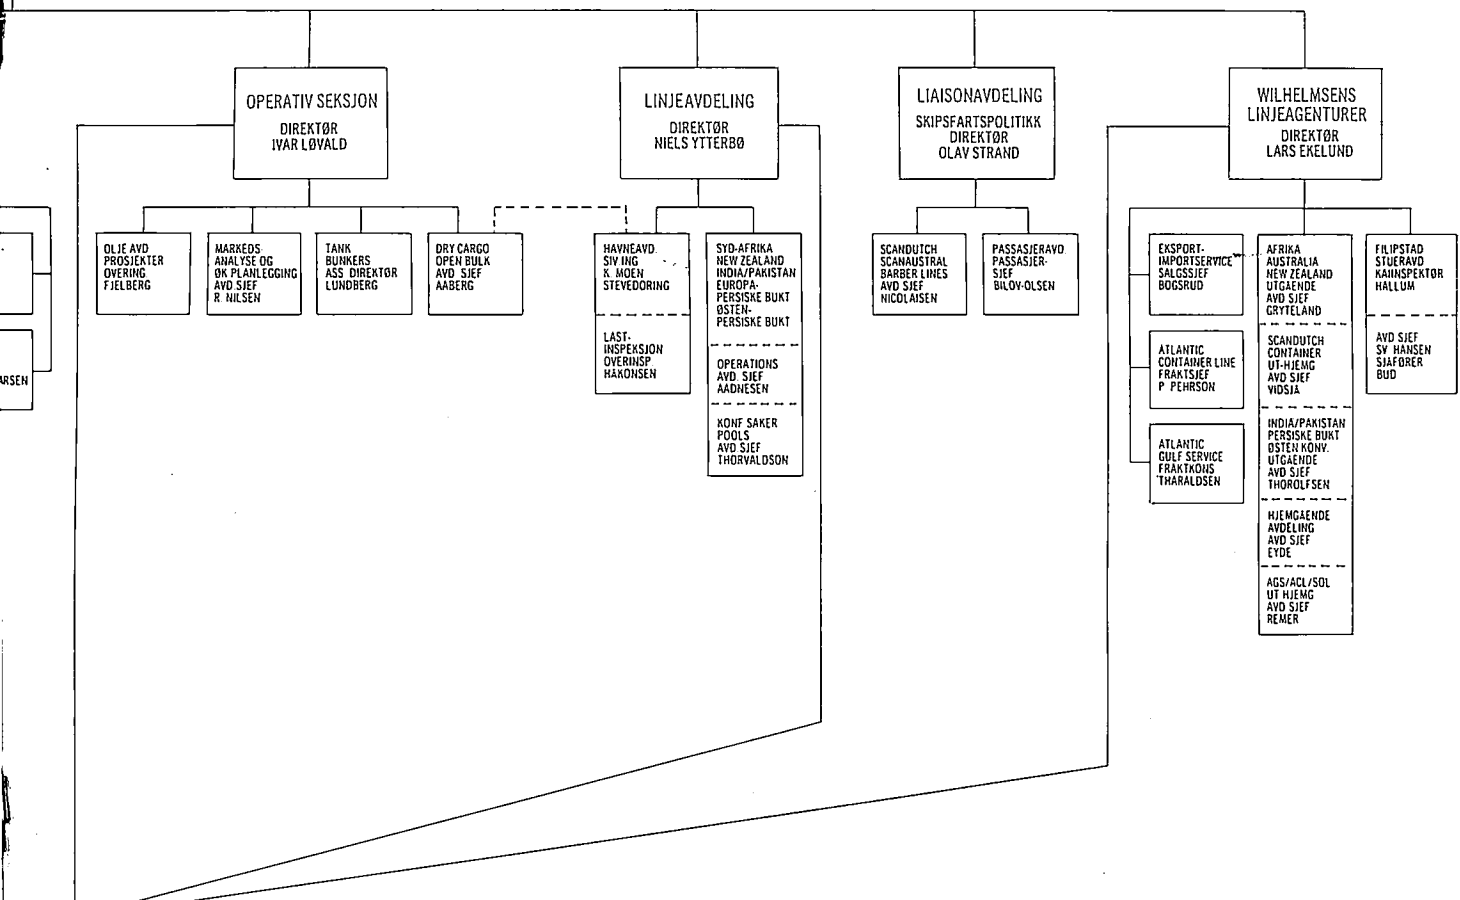 OPERATIV SEKSJON
DIREKTØR
IVAR LØVALD
LINJEAVDELING
DIREKTØR
NIELS YTTERBØ
LIAISONAVDELING
SKIPSFARTSPOLITIKK
DIREKTØR
OLAV STRAND
WILHELMSENS
LINJEAGENTURER
DIREKTØR
LARS EKELUND
ARSEN
OLJE AVD
PROSJEKTER
OVERING.
FJELBERG
MARKEDS
ANALYSE OG
ØK PLANLEGGING
AVD SJEF
R. NILSEN
TANK
BUNKERS
ASS DIREKTØR
LUNDBERG
DRY CARGO
OPEN BULK
AVD SJEF
AABERG
HAVNEAVD.
SIV ING
K. MOEN
STEVEDORING
LAST-
INSPEKSJON
OVERINSP.
HAKONSEN
SYD-AFRIKA
NEW ZEALAND
INDIA/PAKISTAN
EUROPA-
PERSISKE BUKT
ØSTEN-
PERSISKE BUKT
OPERATIONS
AVD. SJEF
AADNESEN
KONF SAKER
POOLS
AVD SJEF
THORVALDSON
SCANDUTCH
SCANAUSTRAL
BARBER LINES
AVD SJEF
NICOLAISEN
PASSASJERAVD.
PASSASJER-
SJEF
BILOV-OLSEN
EKSPORT-
IMPORTSERVICE
SALGSSJEF
BOGSRUD
ATLANTIC
CONTAINER LINE
FRAKTSJEF
P PEHRSON
ATLANTIC
GULF SERVICE
FRAKTKONS
THARALDSEN
AFRIKA
AUSTRALIA
NEW ZEALAND
UTGÅENDE
AVD SJEF
GRYTELAND
SCANDUTCH
CONTAINER
UT-HJEMG
AVD SJEF
VIDSJÅ
INDIA/PAKISTAN
PERSISKE BUKT
ØSTEN KONV.
UTGÅENDE
AVD SJEF
THOROLFSEN
HJEMGÅENDE
AVDELING
AVD SJEF
EYDE
AGS/ACL/SOL
UT HJEMG
AVD SJEF
REMER
FILIPSTAD
STUERAVD
KAIINSPEKTØR
HALLUM
AVD SJEF
SV HANSEN
SJÅFØRER
BUD